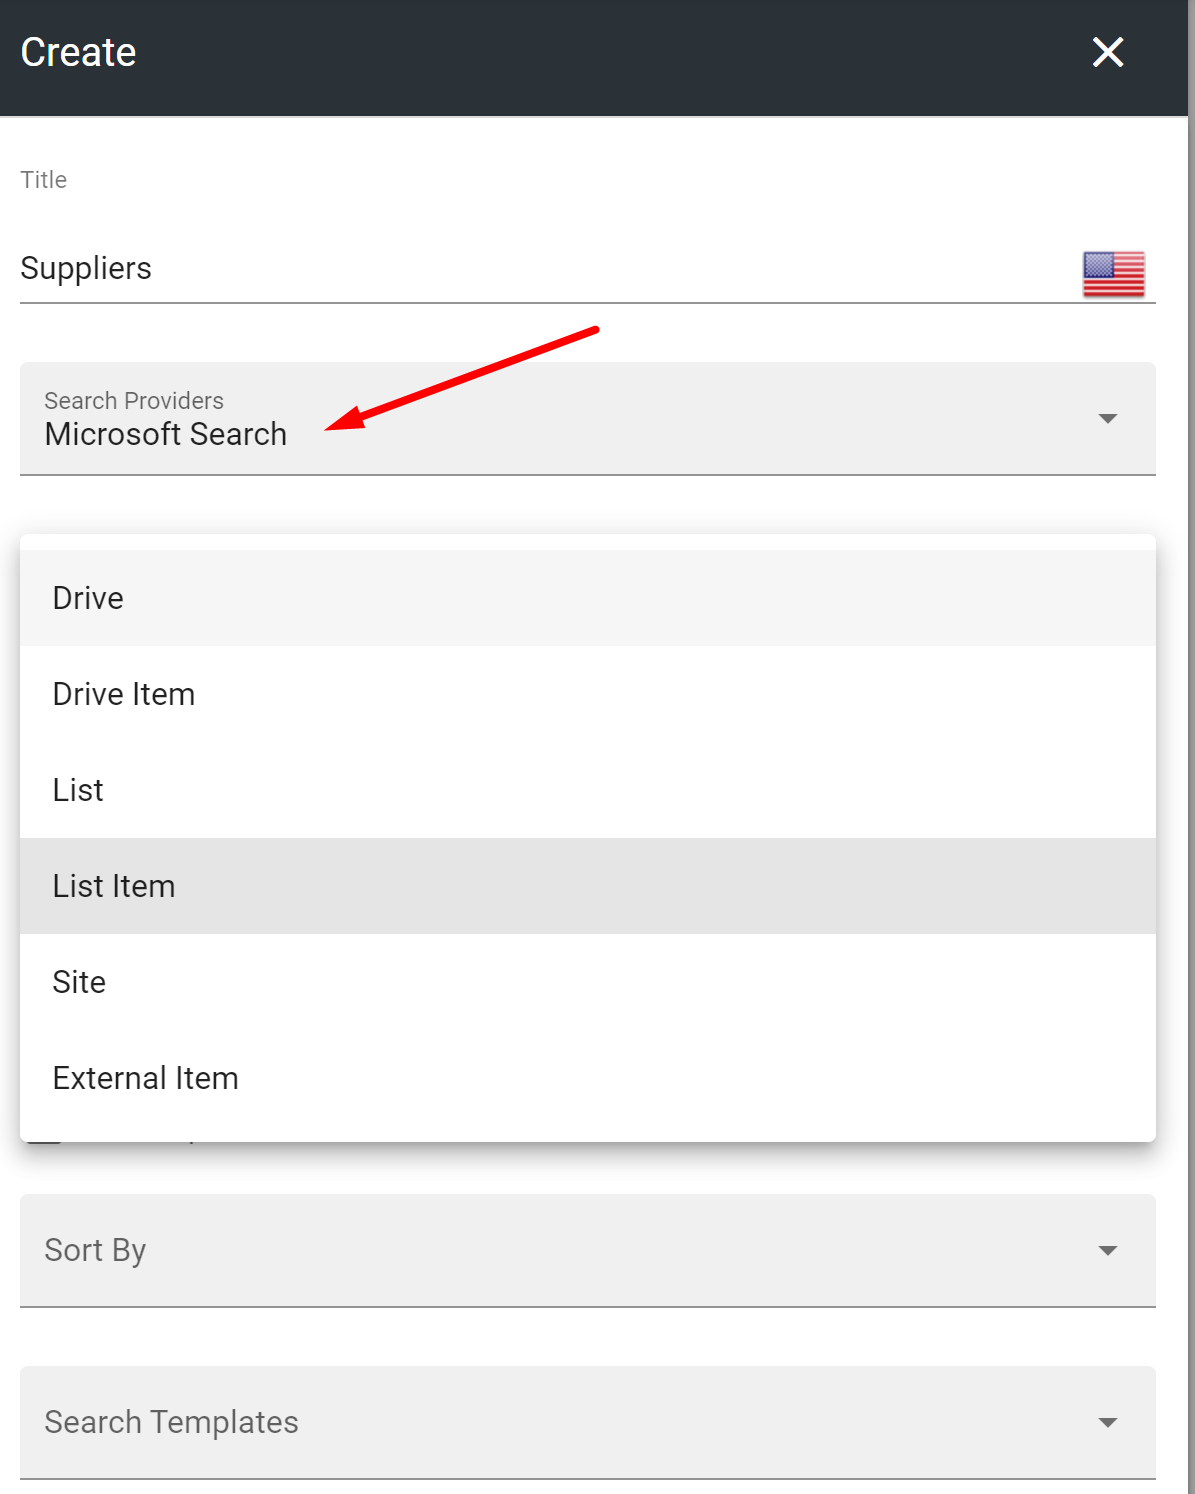 Create
Title
Suppliers
Search Providers
Microsoft Search
Drive
Drive Item
List
List Item
Site
External Item
Sort By
Search Templates